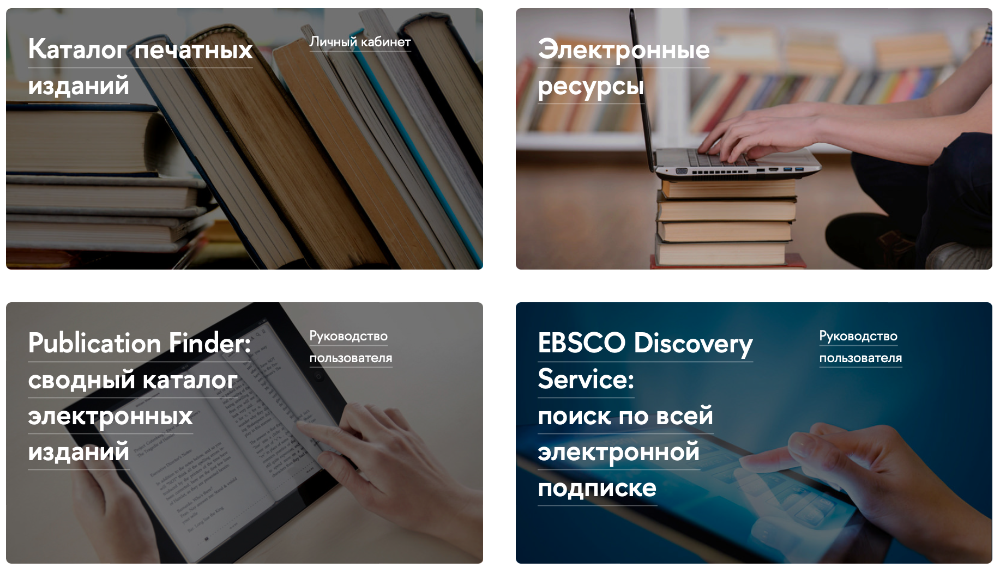 Каталог печатных
изданий
Личный кабинет
Электронные
ресурсы
Publication Finder:
сводный каталог
электронных
изданий
Руководство
пользователя
EBSCO Discovery
Service:
поиск по всей
электронной
подписке
Руководство
пользователя